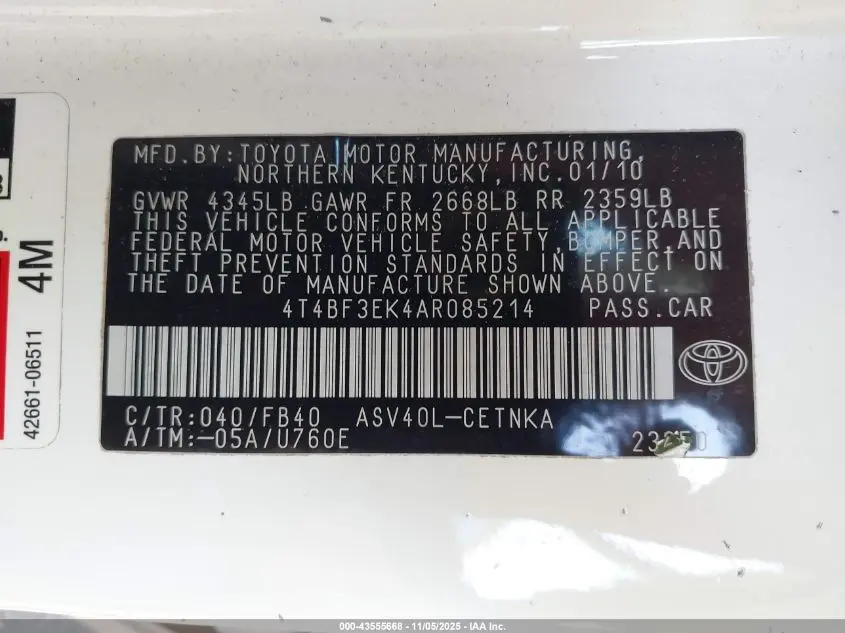 MFD. BY: TOYOTA MOTOR MANUFACTURING,
NORTHERN KENTUCKY, INC. 01/10
GVWR 4345LB GAWR FR 2668LB RR 2359LB
THIS VEHICLE CONFORMS TO ALL APPLICABLE
FEDERAL MOTOR VEHICLE SAFETY, BUMPER, AND
THEFT PREVENTION STANDARDS IN EFFECT ON
THE DATE OF MANUFACTURE SHOWN ABOVE.
4T4BF3EK4AR085214 PASS. CAR
C/TR: 040/FB40 ASV40L-CETNKA
A/TM: -05A/U760E
4M
42661-06511
000-43555668 - 11/05/2025 - IAA Inc.